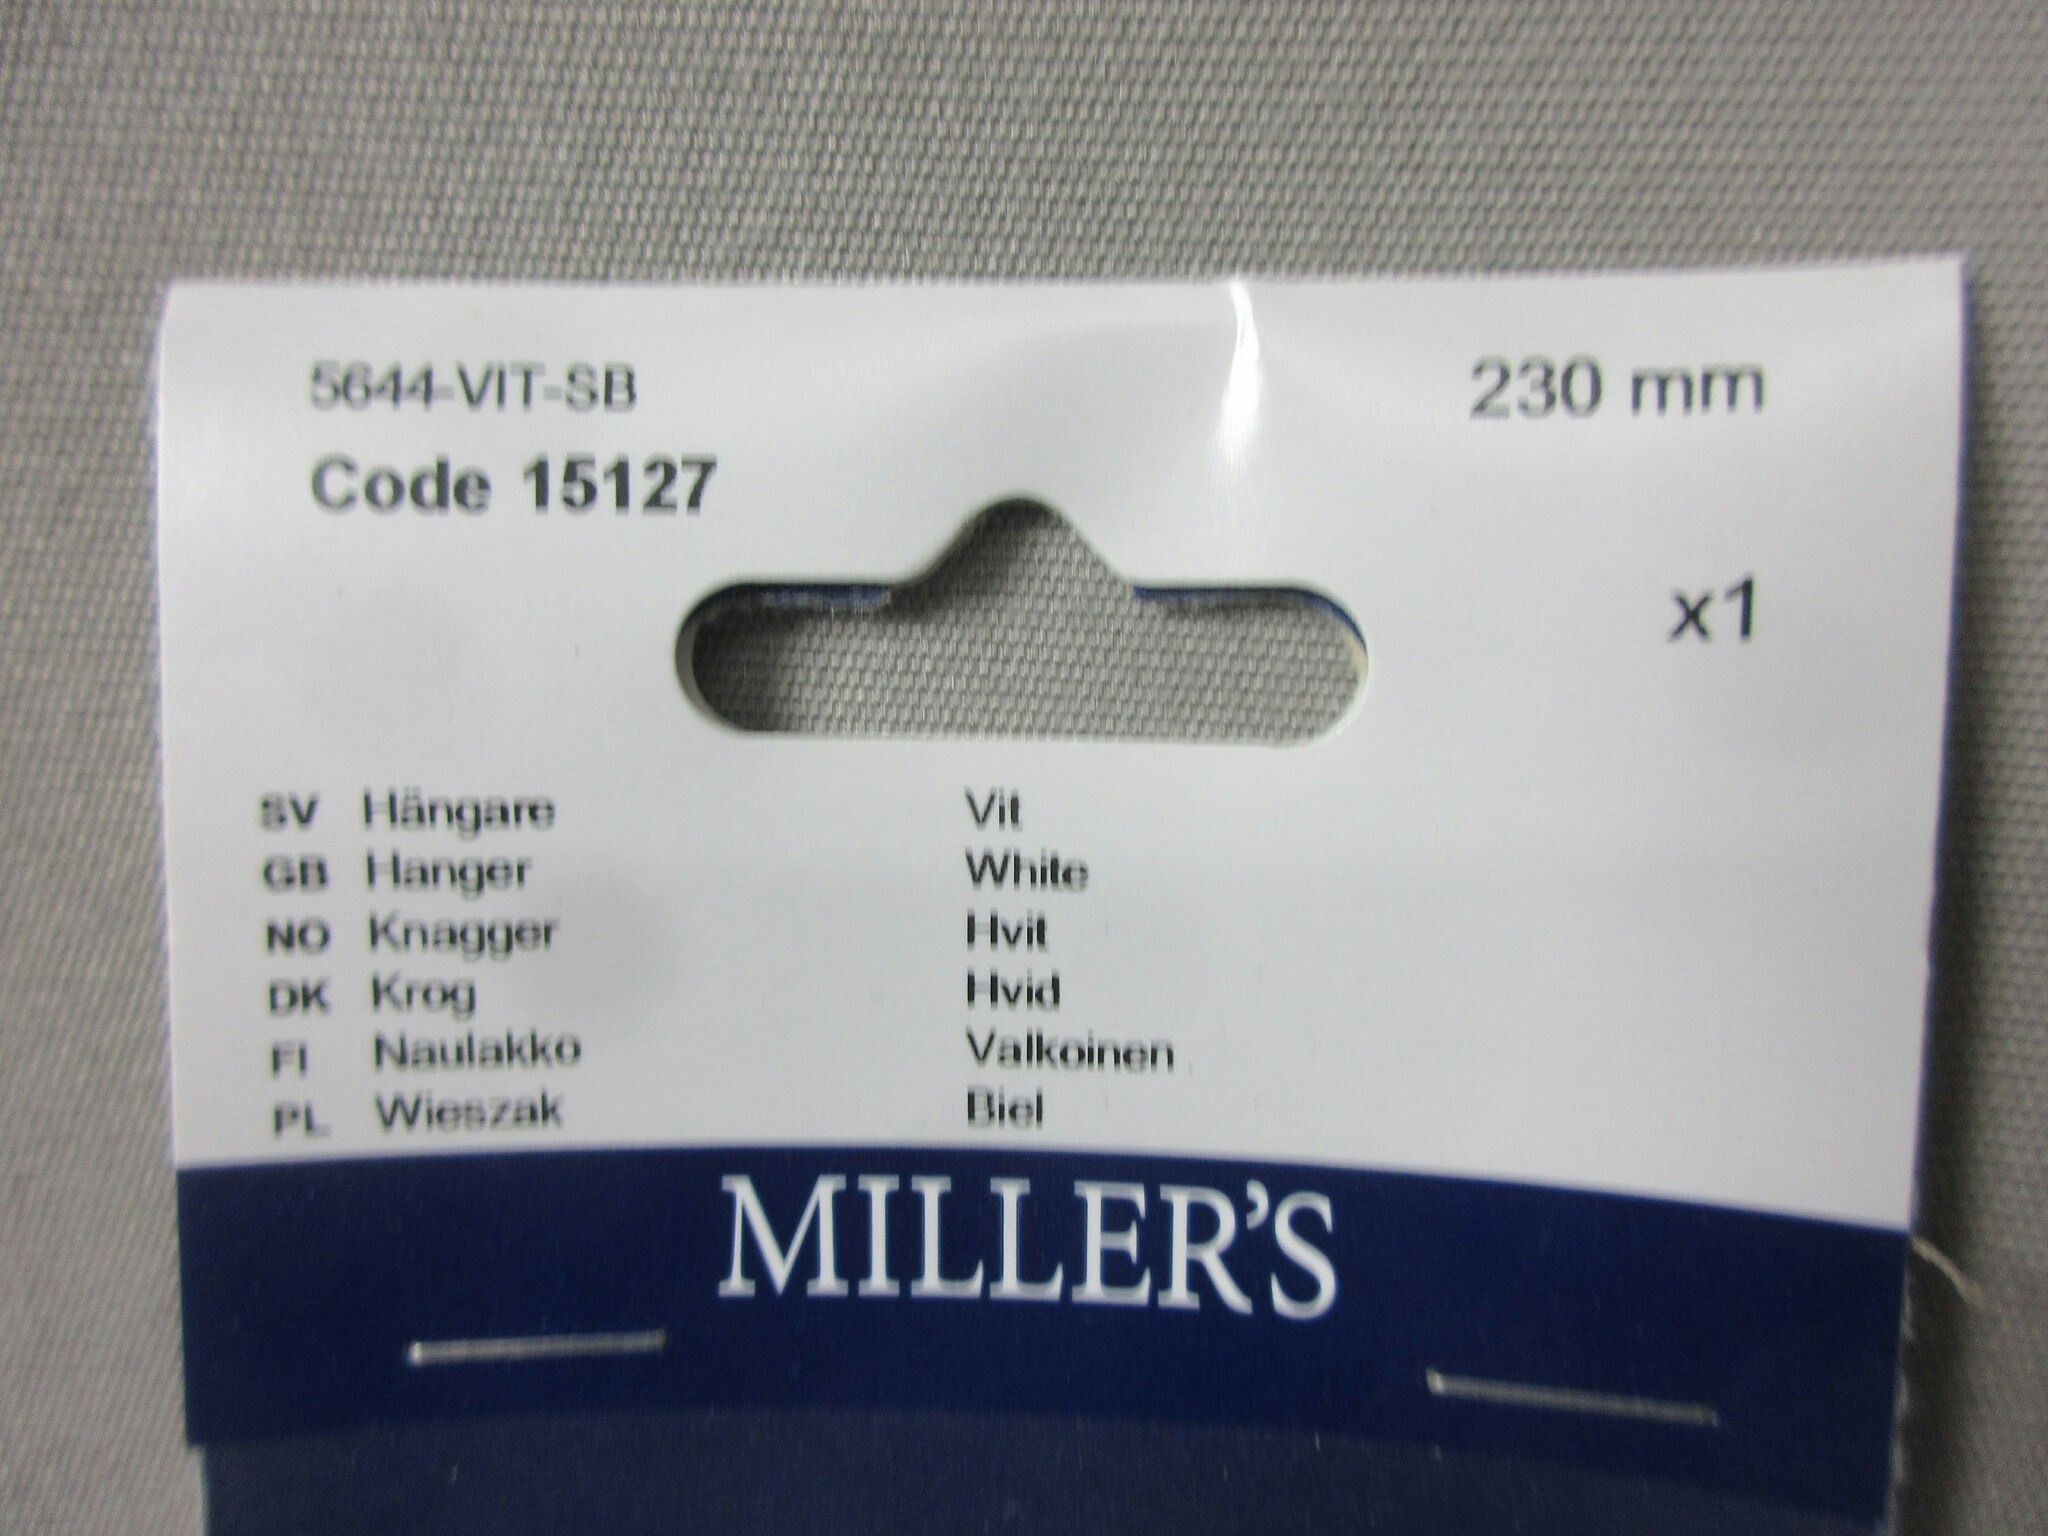 5644-VIT-SB
230 mm
Code 15127
x1
SV Hängare Vit
GB Hanger White
NO Knagger Hvit
DK Krog Hvid
FI Naulakko Valkoinen
PL Wieszak Biel
MILLER'S